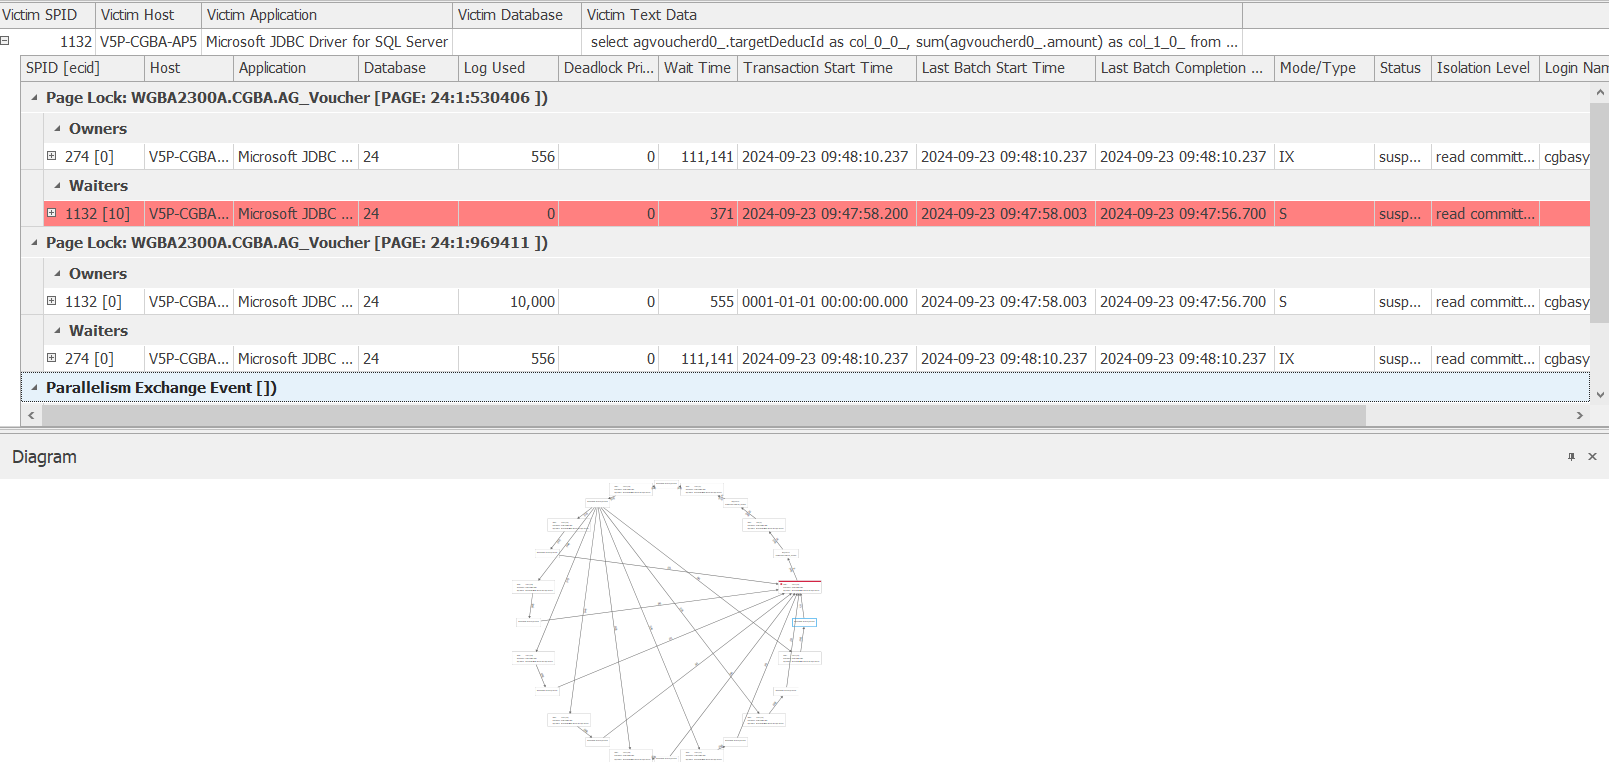 Victim SPID Victim Host Victim Application Victim Database Victim Text Data
1132 V5P-CGBA-AP5 Microsoft JDBC Driver for SQL Server select agvoucherd0_.targetDeducId as col_0_0_, sum(agvoucherd0_.amount) as col_1_0_ from ...
SPID [ecid] Host Application Database Log Used Deadlock Pri... Wait Time Transaction Start Time Last Batch Start Time Last Batch Completion ... Mode/Type Status Isolation Level Login Nam
Page Lock: WGBA2300A.CGBA.AG_Voucher [PAGE: 24:1:530406 ])
Owners
274 [0] V5P-CGBA... Microsoft JDBC ... 24 556 0 111,141 2024-09-23 09:48:10.237 2024-09-23 09:48:10.237 2024-09-23 09:48:10.237 IX susp... read committ... cgbasy
Waiters
1132 [10] V5P-CGBA... Microsoft JDBC ... 24 0 0 371 2024-09-23 09:47:58.200 2024-09-23 09:47:58.003 2024-09-23 09:47:56.700 S susp... read committ...
Page Lock: WGBA2300A.CGBA.AG_Voucher [PAGE: 24:1:969411 ])
Owners
1132 [0] V5P-CGBA... Microsoft JDBC ... 24 10,000 0 555 0001-01-01 00:00:00.000 2024-09-23 09:47:58.003 2024-09-23 09:47:56.700 S susp... read committ... cgbasy
Waiters
274 [0] V5P-CGBA... Microsoft JDBC ... 24 556 0 111,141 2024-09-23 09:48:10.237 2024-09-23 09:48:10.237 2024-09-23 09:48:10.237 IX susp... read committ... cgbasy
Parallelism Exchange Event [])
Diagram